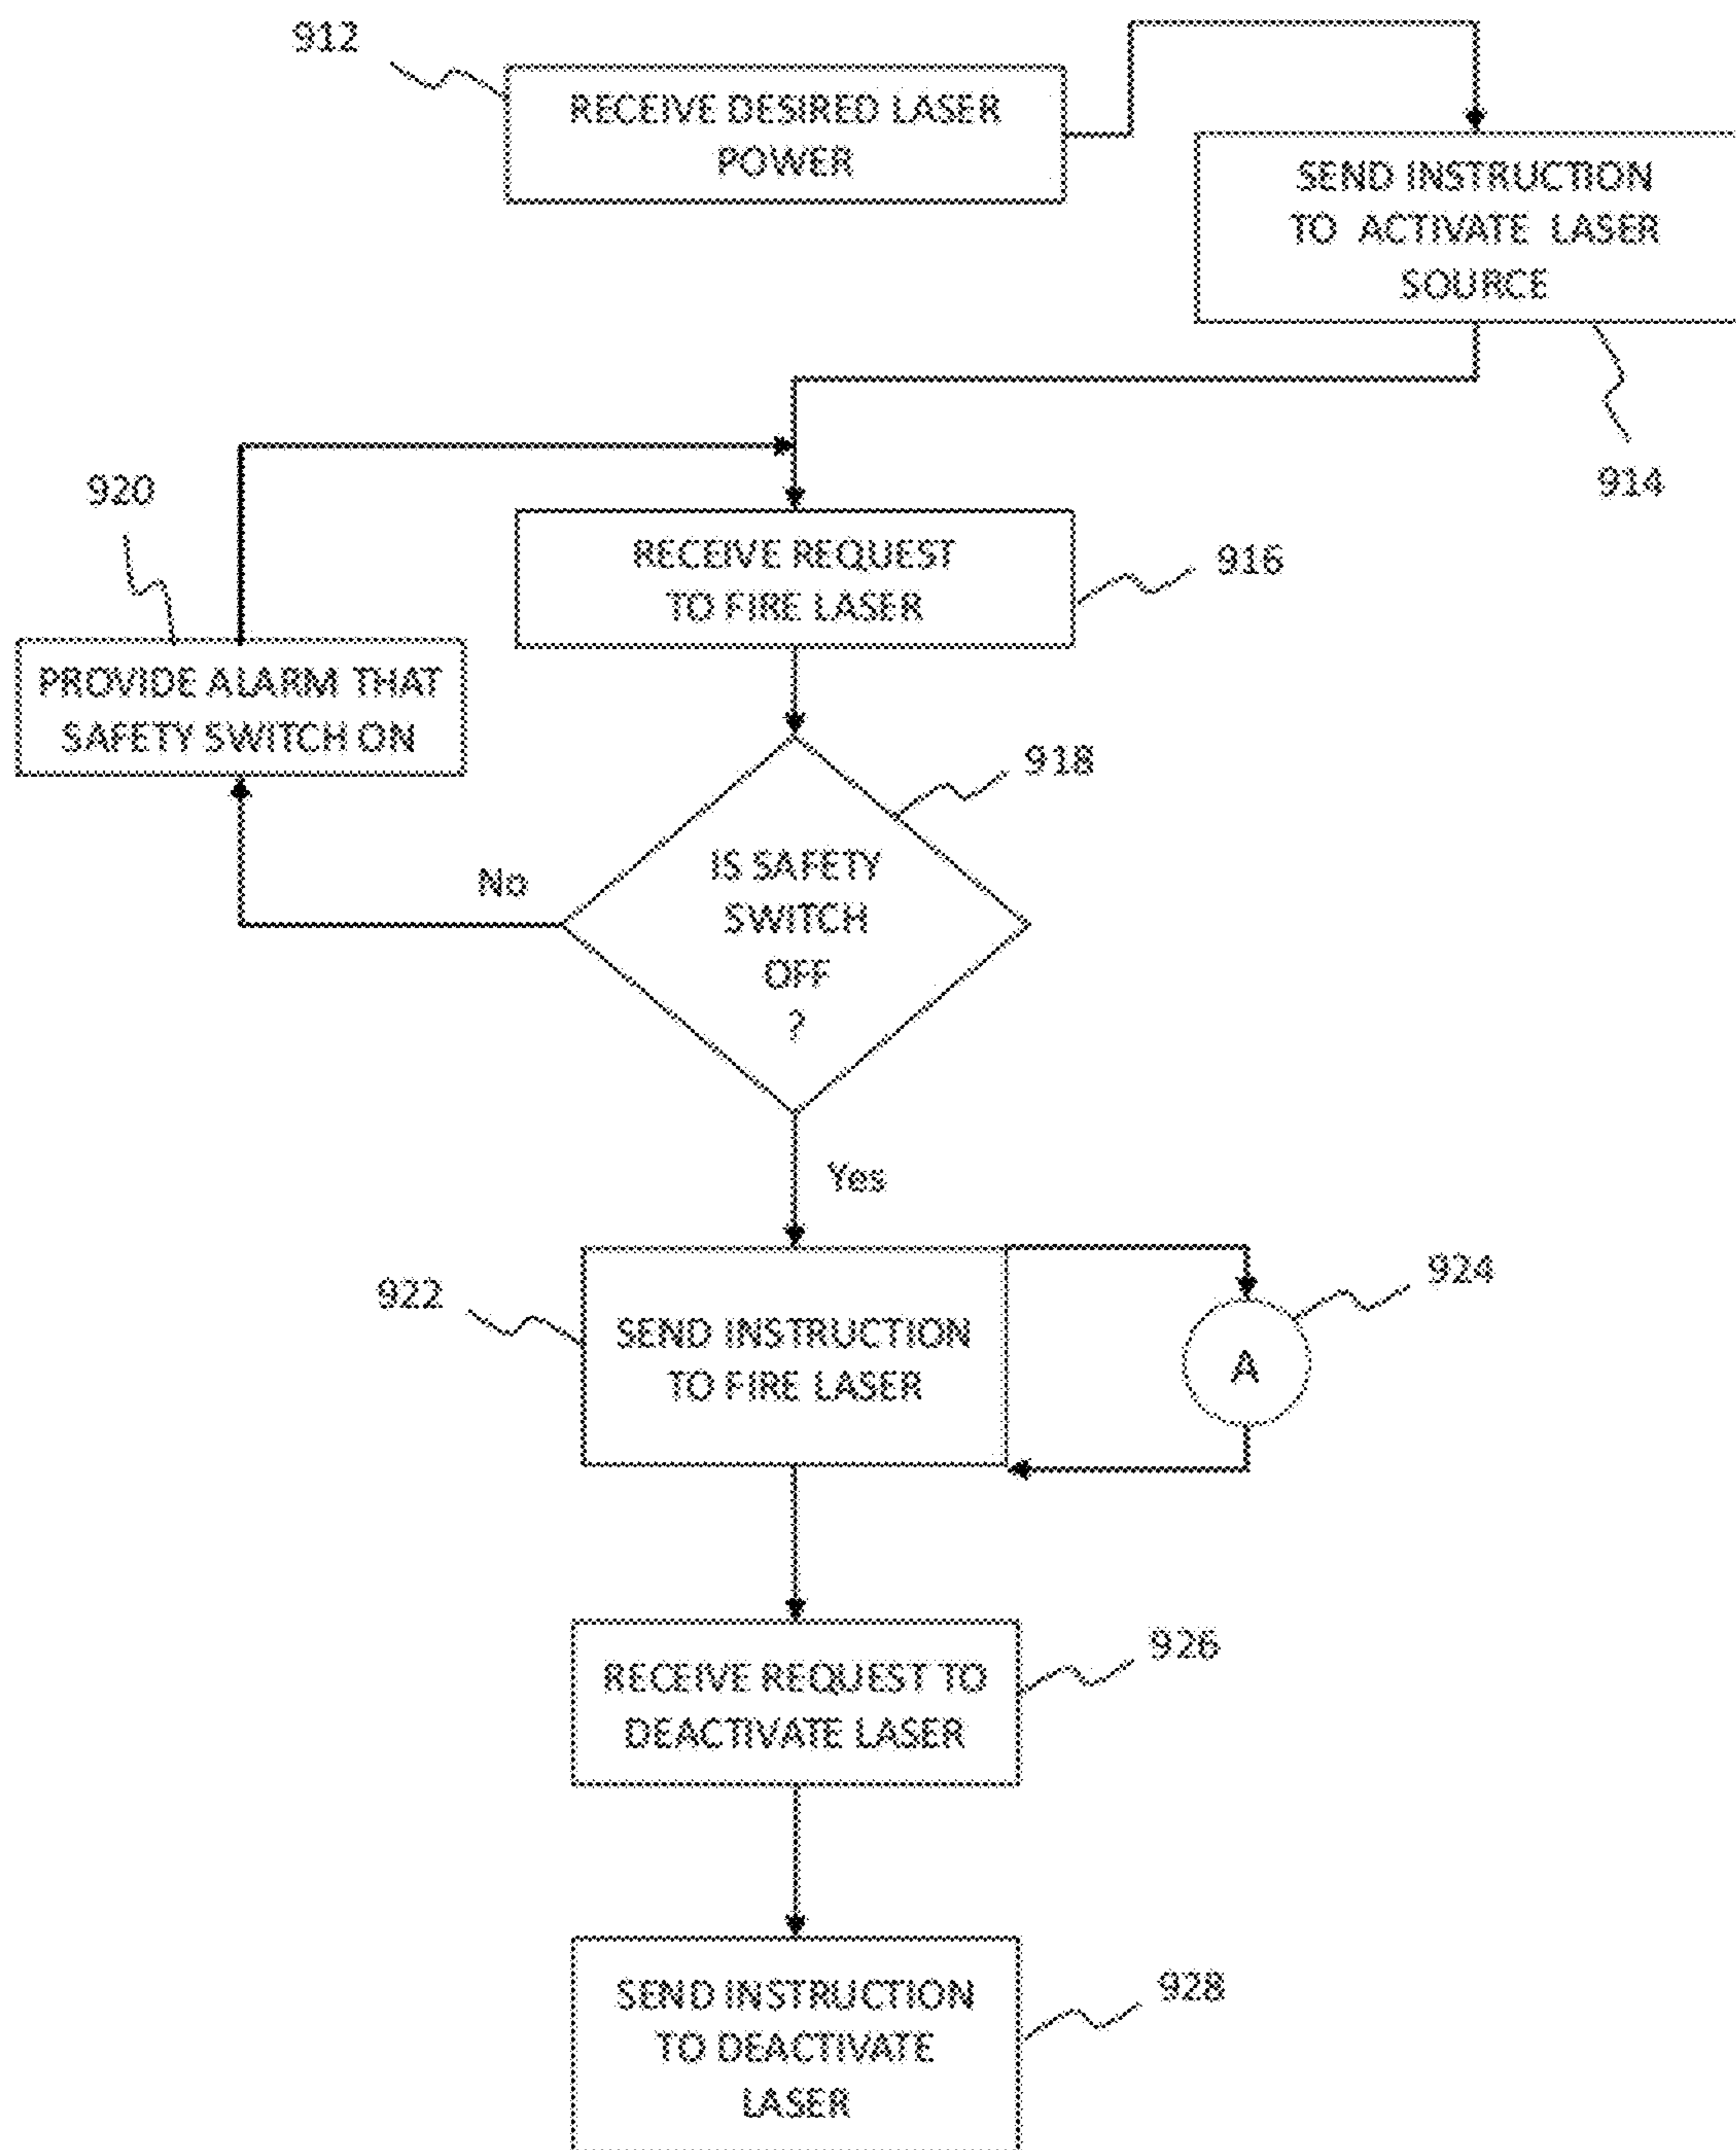 912
RECEIVE DESIRED LASER
POWER
SEND INSTRUCTION
TO ACTIVATE LASER
SOURCE
914
920
RECEIVE REQUEST
TO FIRE LASER
916
PROVIDE ALARM THAT
SAFETY SWITCH ON
918
IS SAFETY
SWITCH
OFF
?
No
Yes
922
SEND INSTRUCTION
TO FIRE LASER
924
A
RECEIVE REQUEST TO
DEACTIVATE LASER
926
SEND INSTRUCTION
TO DEACTIVATE
LASER
928